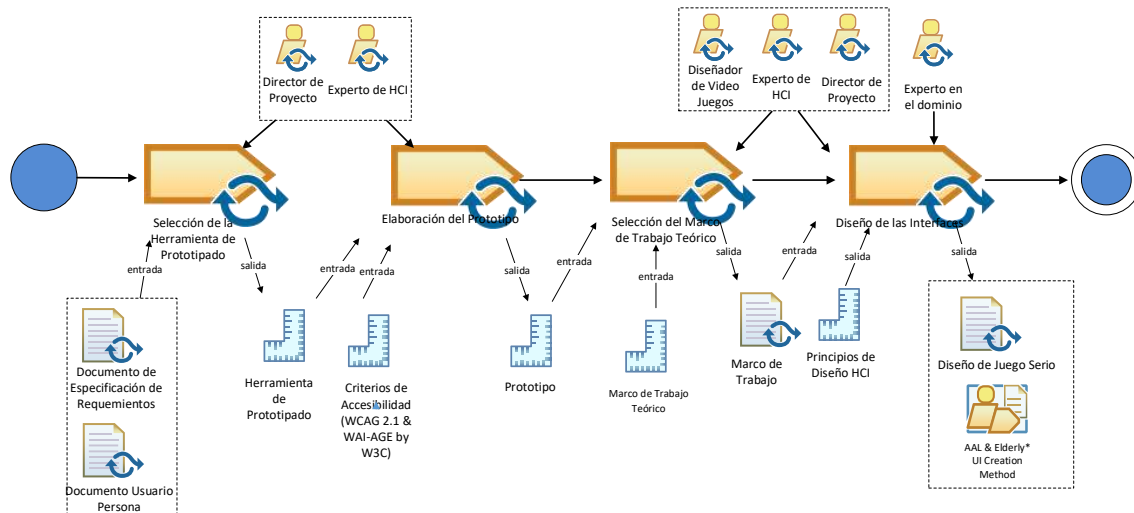 Director de
Proyecto
Experto de HCI
Diseñador
de Video
Juegos
Experto de
HCI
Director de
Proyecto
Experto en
el dominio
Selección de la
Herramienta de
Prototipado
Elaboración del Prototipo
Selección del Marco
de Trabajo Teórico
Diseño de las Interfaces
entrada
salida
entrada
entrada
salida
entrada
entrada
salida
entrada
salida
salida
Documento de
Especificación de
Requemientos
Documento Usuario
Persona
Herramienta
de
Prototipado
Criterios de
Accesibilidad
(WCAG 2.1 &
WAI-AGE by
W3C)
Prototipo
Marco de Trabajo
Teórico
Marco de
Trabajo
Principios de
Diseño HCI
Diseño de Juego Serio
AAL & Elderly*
UI Creation
Method